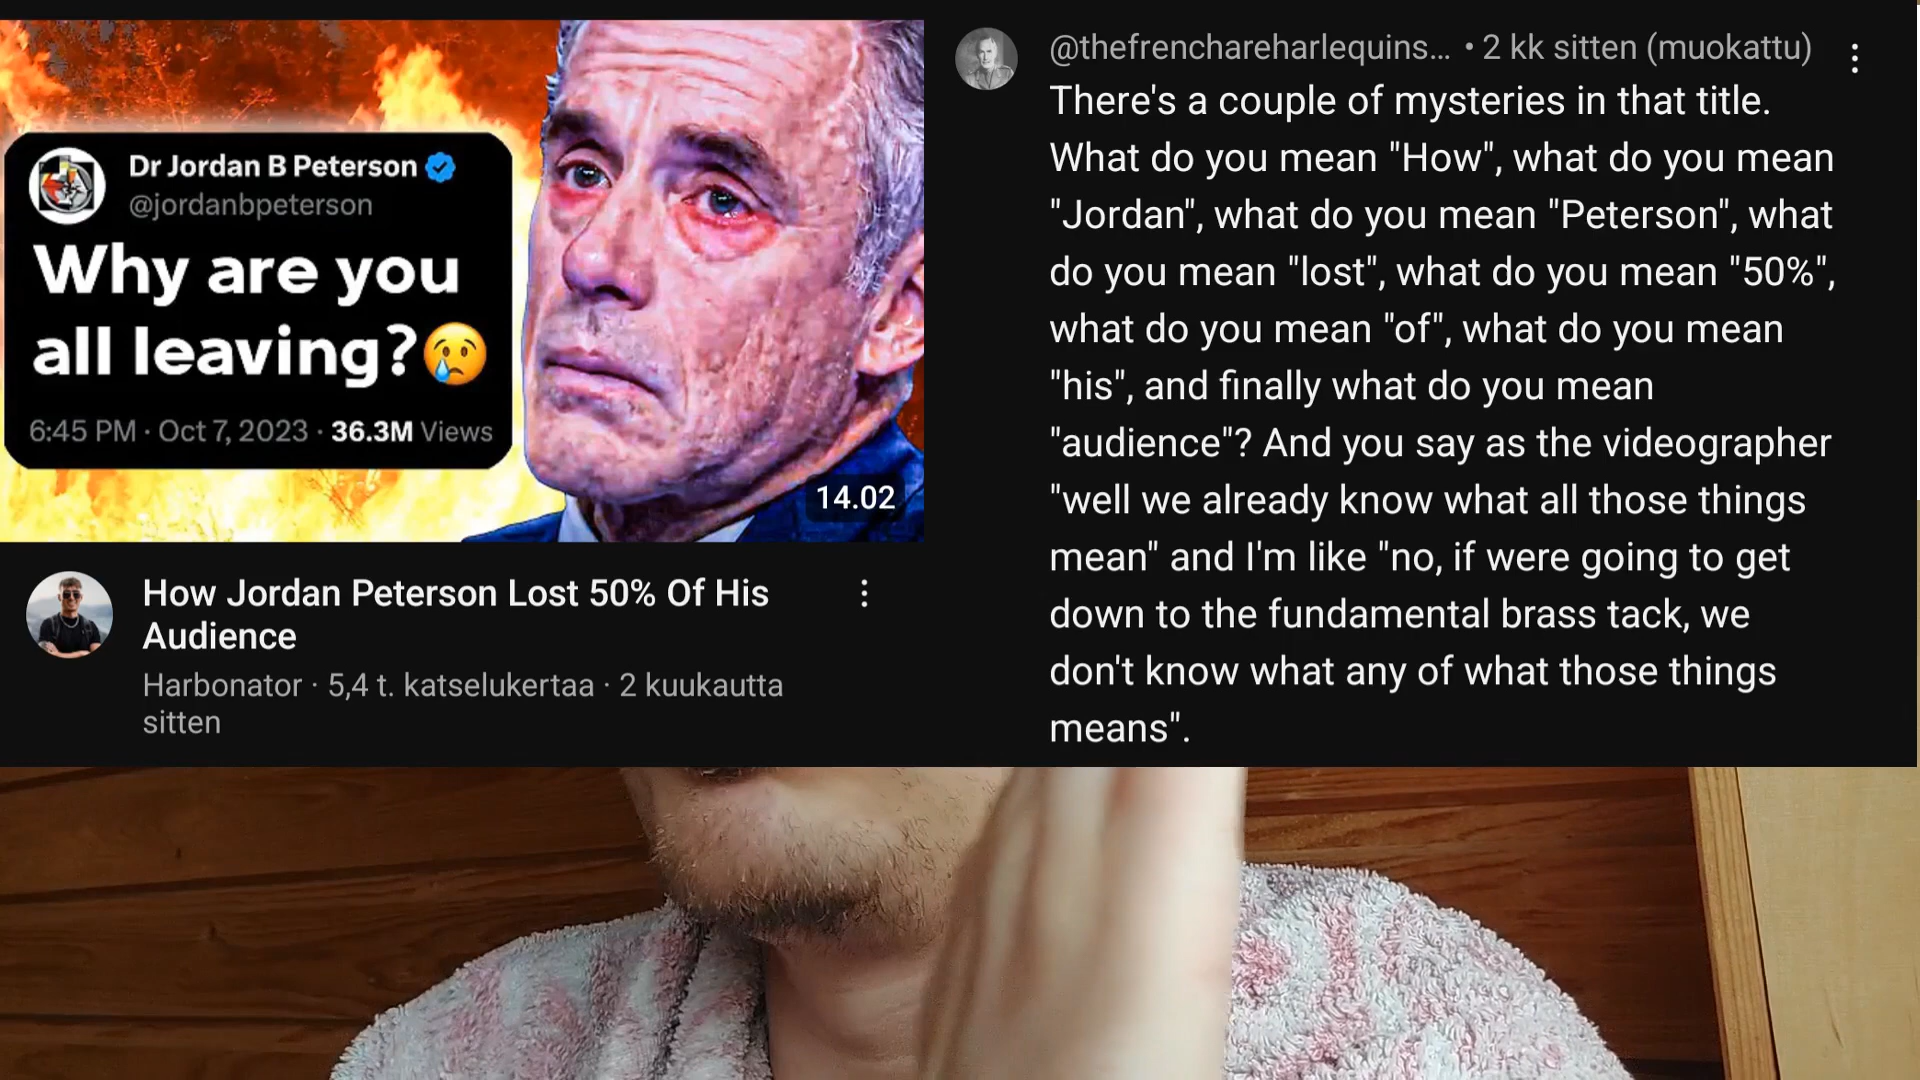 Dr Jordan B Peterson
@jordanbpeterson
Why are you
all leaving?😢
6:45 PM · Oct 7, 2023 · 36.3M Views
14.02
How Jordan Peterson Lost 50% Of His
Audience
Harbonator · 5,4 t. katselukertaa · 2 kuukautta
sitten
@thefrenchareharlequins... • 2 kk sitten (muokattu)
There's a couple of mysteries in that title.
What do you mean "How", what do you mean
"Jordan", what do you mean "Peterson", what
do you mean "lost", what do you mean "50%",
what do you mean "of", what do you mean
"his", and finally what do you mean
"audience"? And you say as the videographer
"well we already know what all those things
mean" and I'm like "no, if were going to get
down to the fundamental brass tack, we
don't know what any of what those things
means".